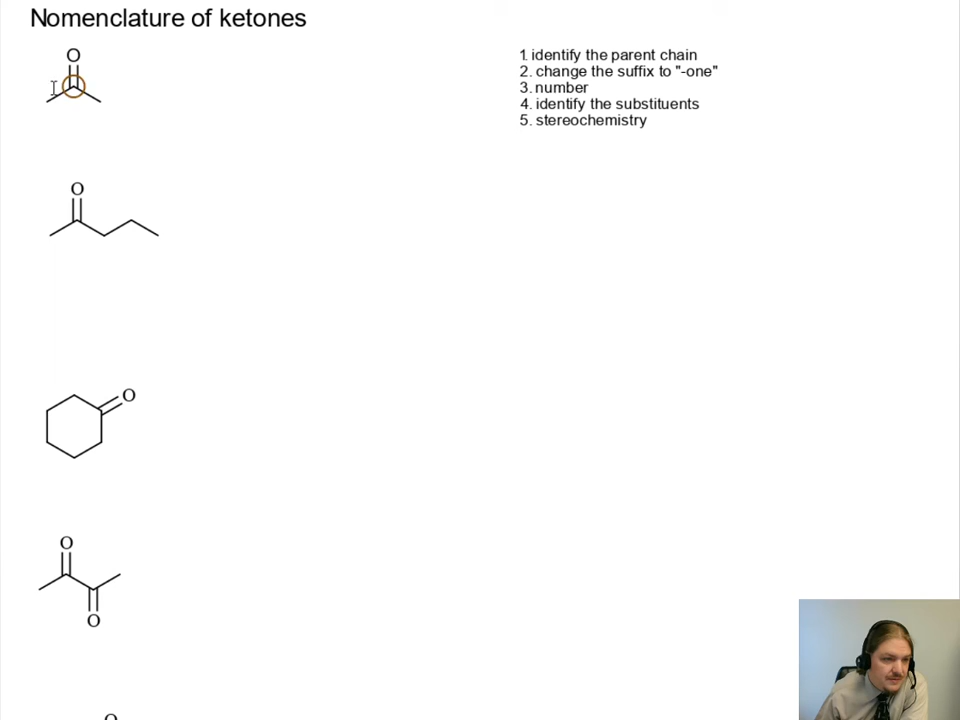 Nomenclature of ketones
O
1. identify the parent chain
2. change the suffix to "-one"
3. number
4. identify the substituents
5. stereochemistry
O
O
O
O
O